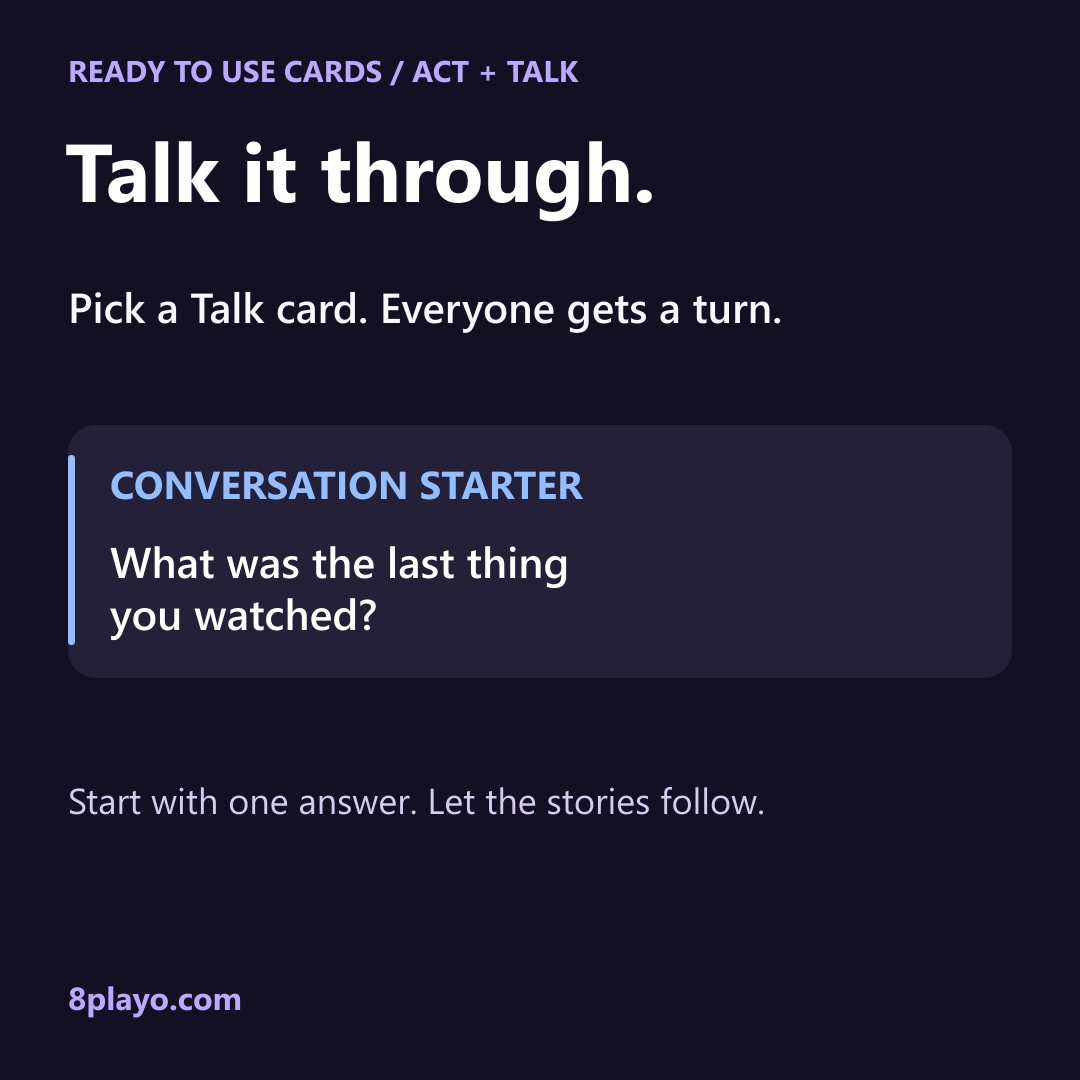 READY TO USE CARDS / ACT + TALK
Talk it through.
Pick a Talk card. Everyone gets a turn.
CONVERSATION STARTER
What was the last thing
you watched?
Start with one answer. Let the stories follow.
8playo.com